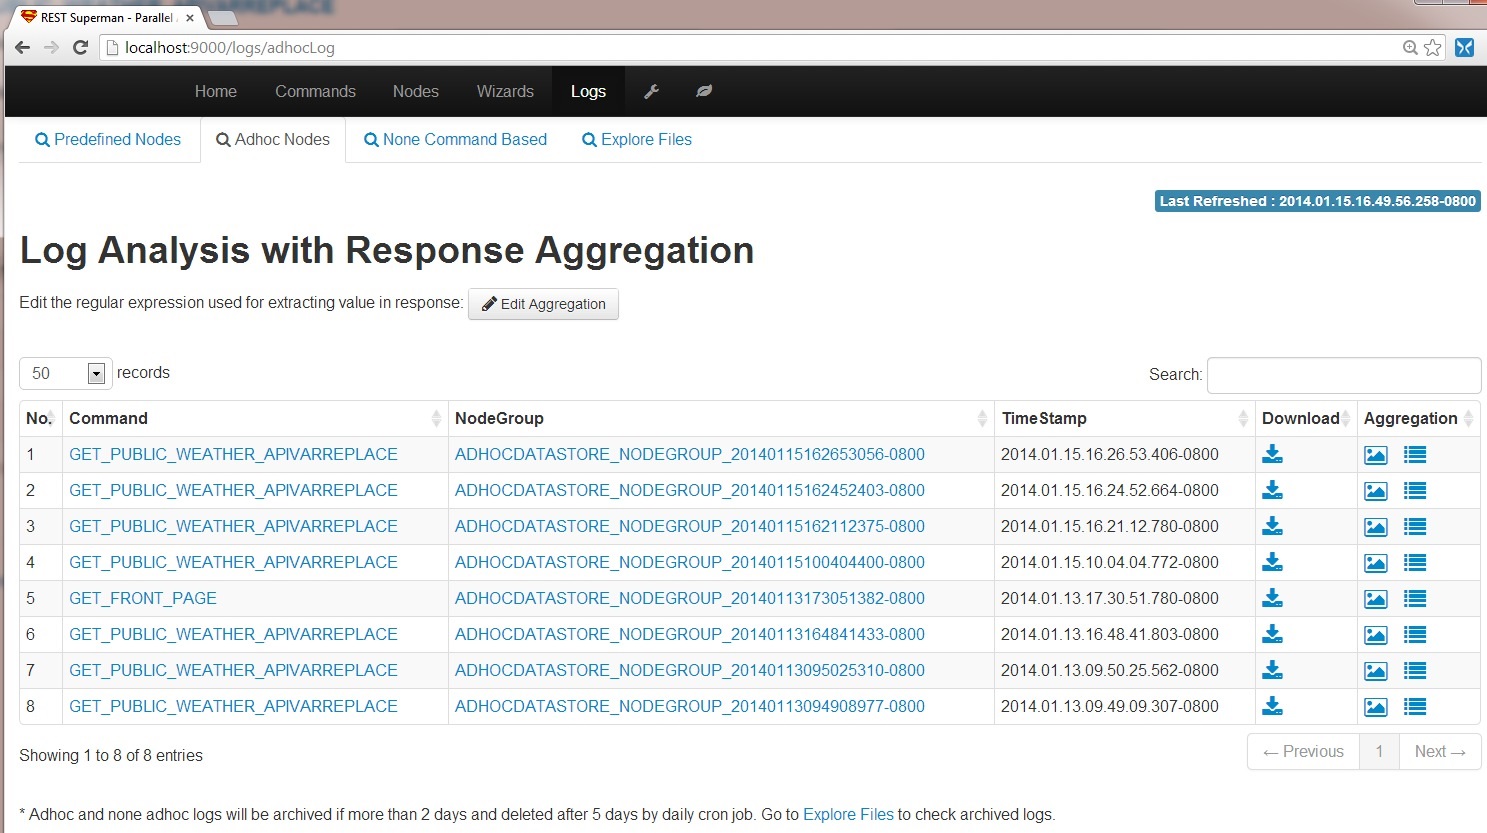 REST Superman - Parallel
localhost:9000/logs/adhocLog
Home Commands Nodes Wizards Logs
Predefined Nodes Adhoc Nodes None Command Based Explore Files
Last Refreshed : 2014.01.15.16.49.56.258-0800
Log Analysis with Response Aggregation
Edit the regular expression used for extracting value in response: Edit Aggregation
50 records Search:
No. Command NodeGroup TimeStamp Download Aggregation
1 GET_PUBLIC_WEATHER_APIVARREPLACE ADHOCDATASTORE_NODEGROUP_20140115162653056-0800 2014.01.15.16.26.53.406-0800
2 GET_PUBLIC_WEATHER_APIVARREPLACE ADHOCDATASTORE_NODEGROUP_20140115162452403-0800 2014.01.15.16.24.52.664-0800
3 GET_PUBLIC_WEATHER_APIVARREPLACE ADHOCDATASTORE_NODEGROUP_20140115162112375-0800 2014.01.15.16.21.12.780-0800
4 GET_PUBLIC_WEATHER_APIVARREPLACE ADHOCDATASTORE_NODEGROUP_20140115100404400-0800 2014.01.15.10.04.04.772-0800
5 GET_FRONT_PAGE ADHOCDATASTORE_NODEGROUP_20140113173051382-0800 2014.01.13.17.30.51.780-0800
6 GET_PUBLIC_WEATHER_APIVARREPLACE ADHOCDATASTORE_NODEGROUP_20140113164841433-0800 2014.01.13.16.48.41.803-0800
7 GET_PUBLIC_WEATHER_APIVARREPLACE ADHOCDATASTORE_NODEGROUP_20140113095025310-0800 2014.01.13.09.50.25.562-0800
8 GET_PUBLIC_WEATHER_APIVARREPLACE ADHOCDATASTORE_NODEGROUP_20140113094908977-0800 2014.01.13.09.49.09.307-0800
Showing 1 to 8 of 8 entries ← Previous 1 Next →
* Adhoc and none adhoc logs will be archived if more than 2 days and deleted after 5 days by daily cron job. Go to Explore Files to check archived logs.